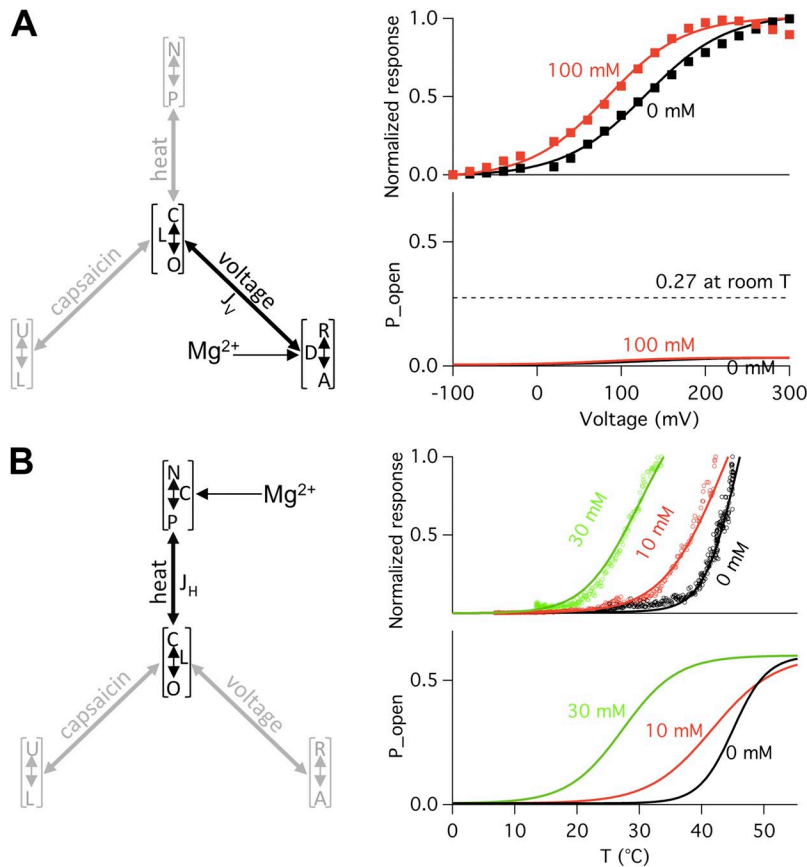 A
N
P
heat
C
L
O
capsaicin
voltage
J_V
U
L
Mg²⁺
R
D
A
Normalized response
1.0
0.5
0.0
100 mM
0 mM
P_open
0.5
0.0
0.27 at room T
100 mM
0 mM
-100
0
100
200
300
Voltage (mV)
B
N
C
P
Mg²⁺
heat
J_H
C
L
O
capsaicin
voltage
U
L
R
A
Normalized response
1.0
0.5
30 mM
10 mM
0 mM
P_open
0.5
0.0
30 mM
10 mM
0 mM
0
10
20
30
40
50
T (°C)